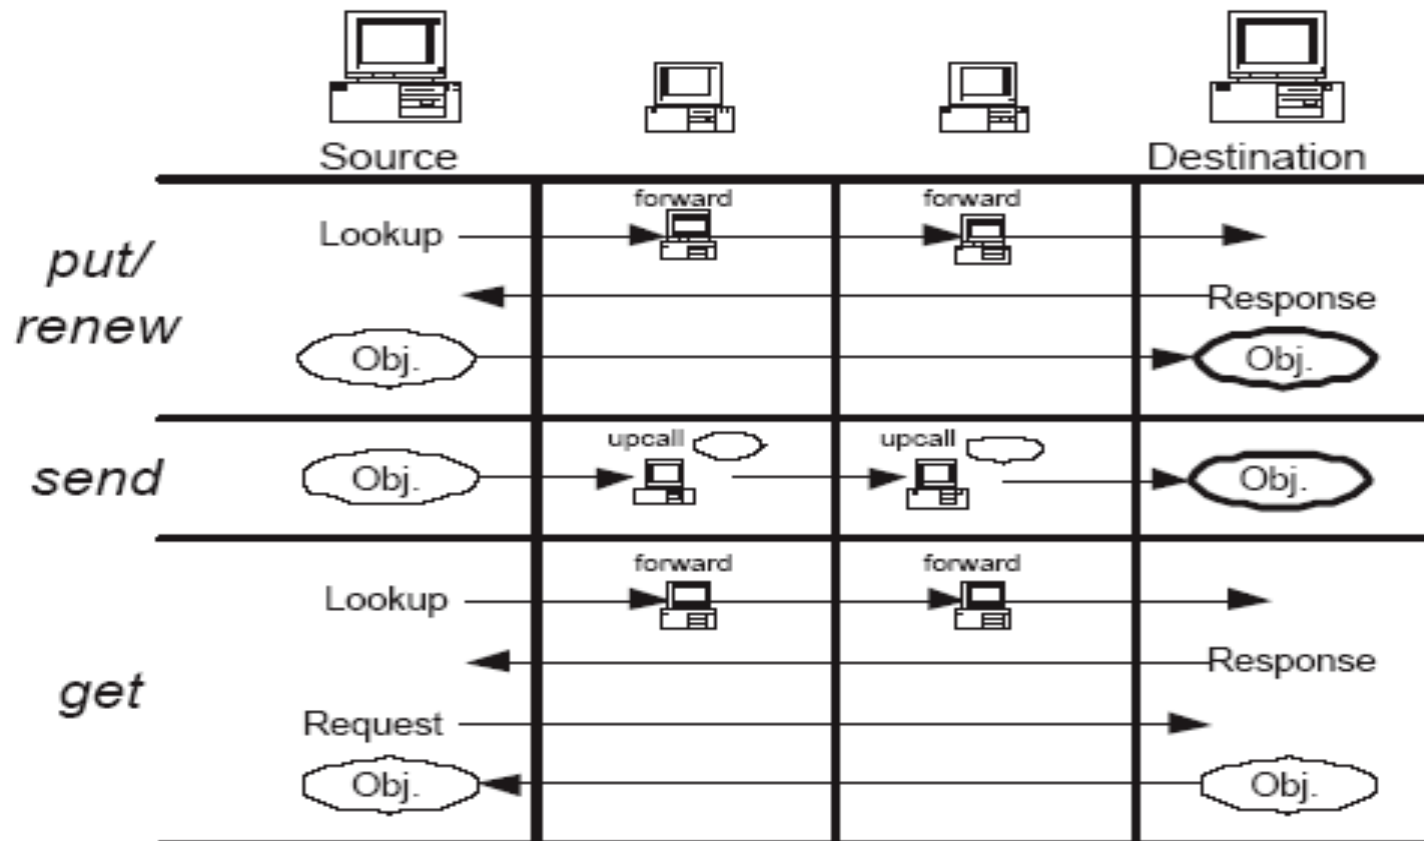 Source
Destination
put/
renew
forward
forward
Lookup
Response
Obj.
Obj.
send
upcall
upcall
Obj.
Obj.
get
forward
forward
Lookup
Response
Request
Obj.
Obj.